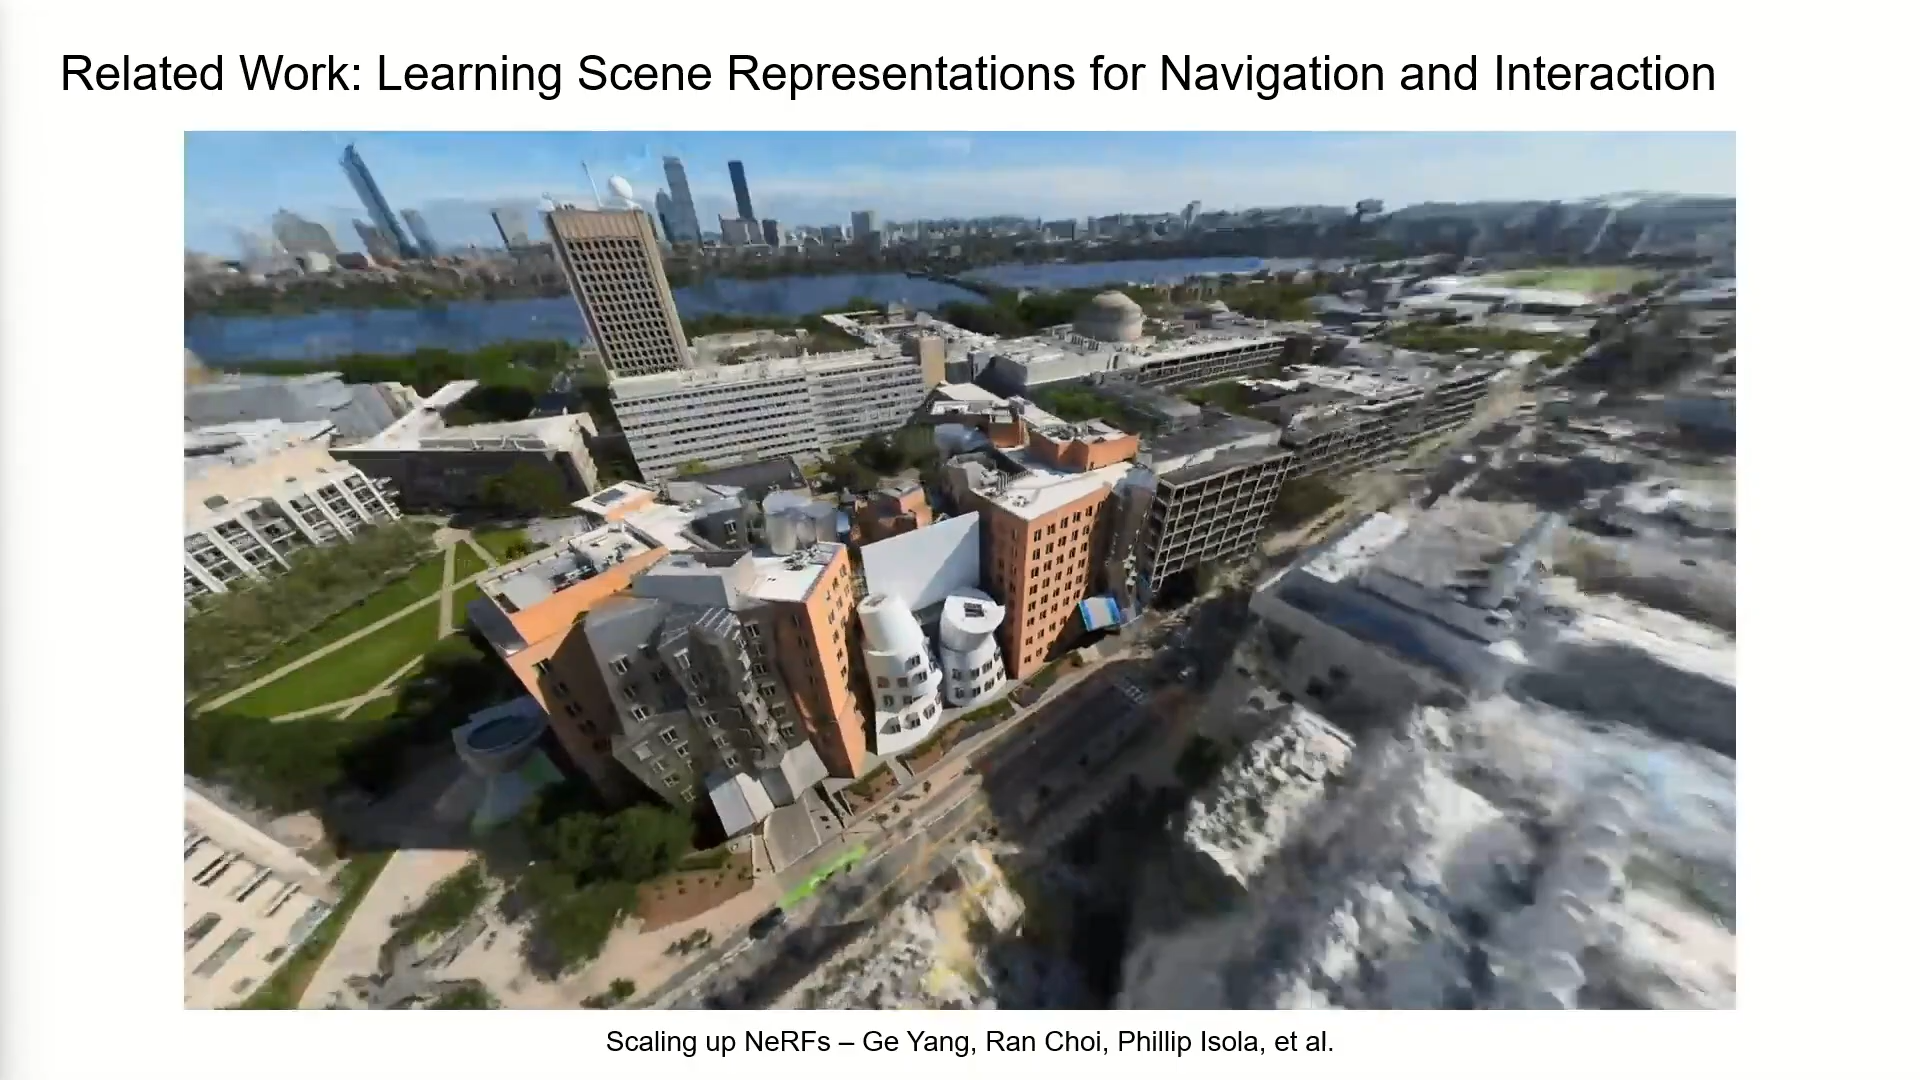 Related Work: Learning Scene Representations for Navigation and Interaction
Scaling up NeRFs – Ge Yang, Ran Choi, Phillip Isola, et al.